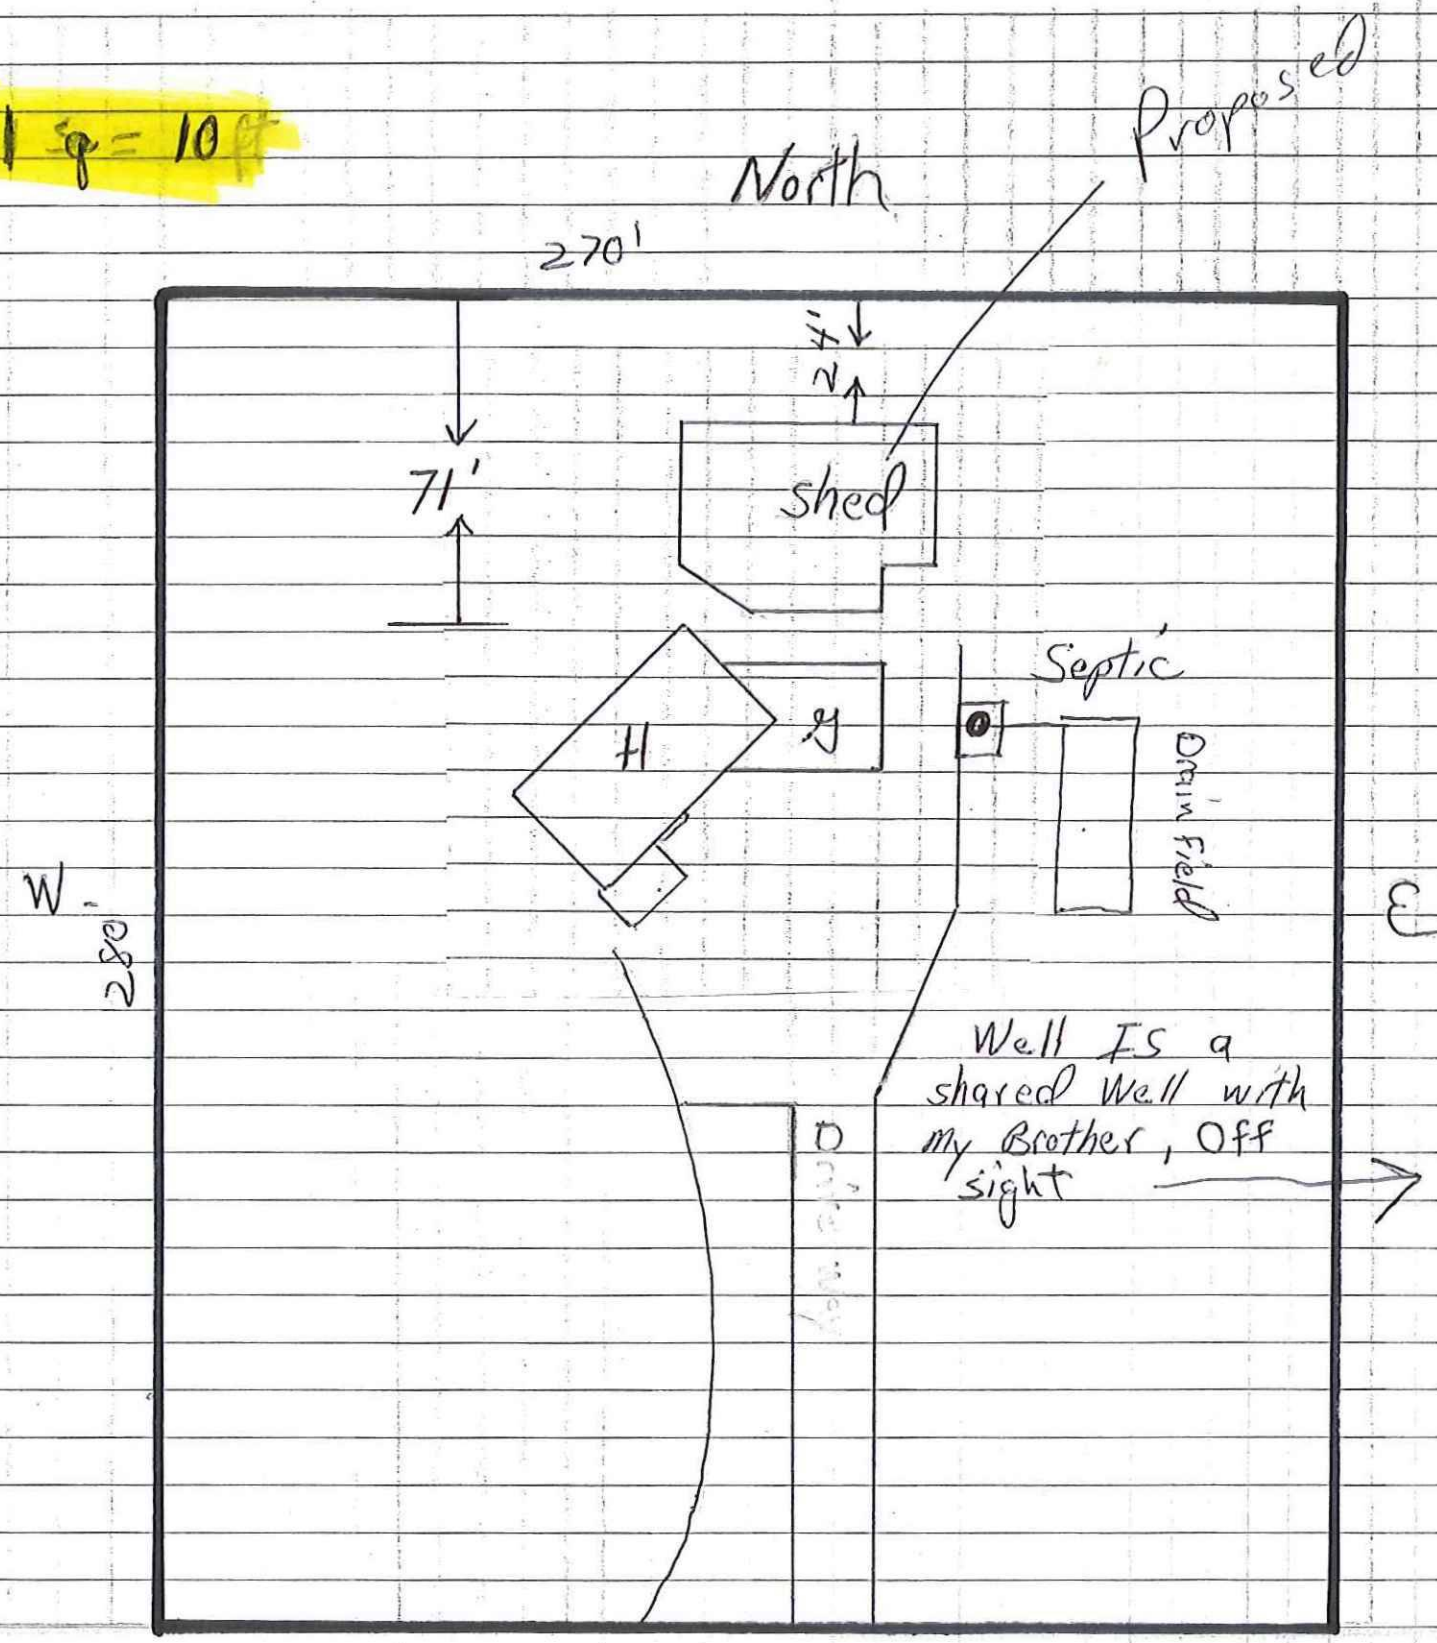 1 sq = 10 ft
Proposed
North
270'
24'
71'
shed
Septic
H
g
Drain field
W
E
280'
Well IS a
shared Well with
my Brother, Off
sight
Drive way